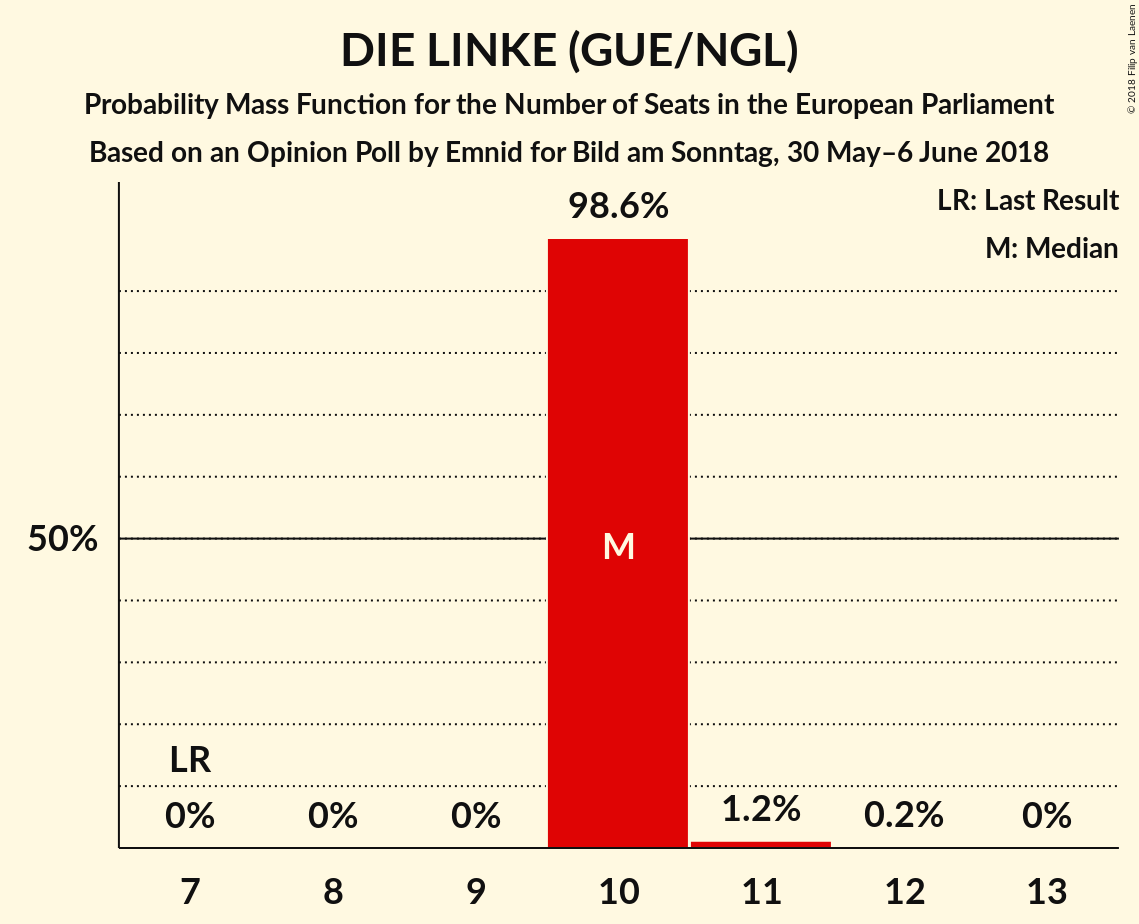 DIE LINKE (GUE/NGL)
Probability Mass Function for the Number of Seats in the European Parliament
Based on an Opinion Poll by Emnid for Bild am Sonntag, 30 May–6 June 2018
© 2018 Filip van Laenen
LR: Last Result
M: Median
98.6%
50%
M
LR
0%
0%
0%
1.2%
0.2%
0%
7 8 9 10 11 12 13